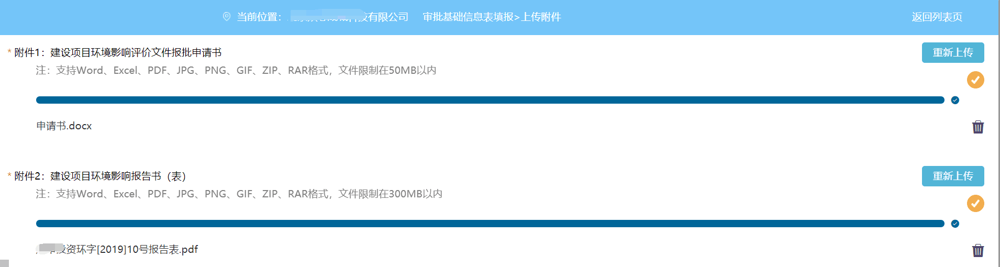 当前位置： 技有限公司 审批基础信息表填报>上传附件 返回列表页
* 附件1：建设项目环境影响评价文件报批申请书 重新上传
注：支持Word、Excel、PDF、JPG、PNG、GIF、ZIP、RAR格式，文件限制在50MB以内
申请书.docx
* 附件2：建设项目环境影响报告书（表） 重新上传
注：支持Word、Excel、PDF、JPG、PNG、GIF、ZIP、RAR格式，文件限制在300MB以内
投资环字[2019]10号报告表.pdf